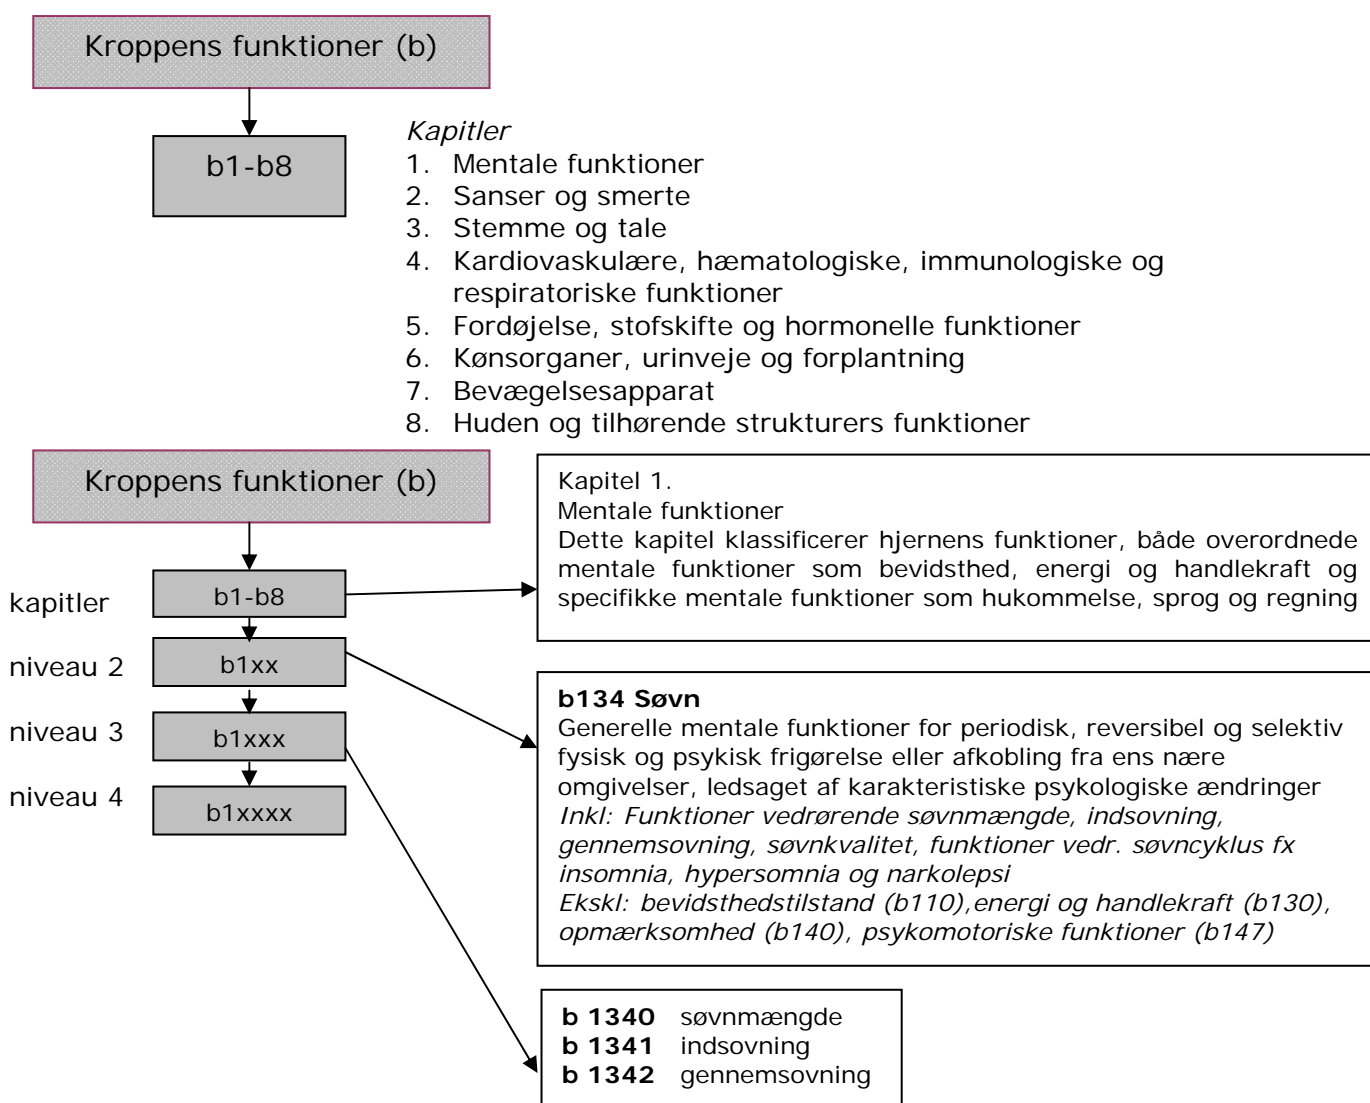 Kroppens funktioner (b)
b1-b8
Kapitler
1. Mentale funktioner
2. Sanser og smerte
3. Stemme og tale
4. Kardiovaskulære, hæmatologiske, immunologiske og
respiratoriske funktioner
5. Fordøjelse, stofskifte og hormonelle funktioner
6. Kønsorganer, urinveje og forplantning
7. Bevægelsesapparat
8. Huden og tilhørende strukturers funktioner
Kroppens funktioner (b)
kapitler
b1-b8
niveau 2
b1xx
niveau 3
b1xxx
niveau 4
b1xxxx
Kapitel 1.
Mentale funktioner
Dette kapitel klassificerer hjernens funktioner, både overordnede
mentale funktioner som bevidsthed, energi og handlekraft og
specifikke mentale funktioner som hukommelse, sprog og regning
b134 Søvn
Generelle mentale funktioner for periodisk, reversibel og selektiv
fysisk og psykisk frigørelse eller afkobling fra ens nære
omgivelser, ledsaget af karakteristiske psykologiske ændringer
Inkl: Funktioner vedrørende søvnmængde, indsovning,
gennemsovning, søvnkvalitet, funktioner vedr. søvncyklus fx
insomnia, hypersomnia og narkolepsi
Ekskl: bevidsthedstilstand (b110),energi og handlekraft (b130),
opmærksomhed (b140), psykomotoriske funktioner (b147)
b 1340 søvnmængde
b 1341 indsovning
b 1342 gennemsovning